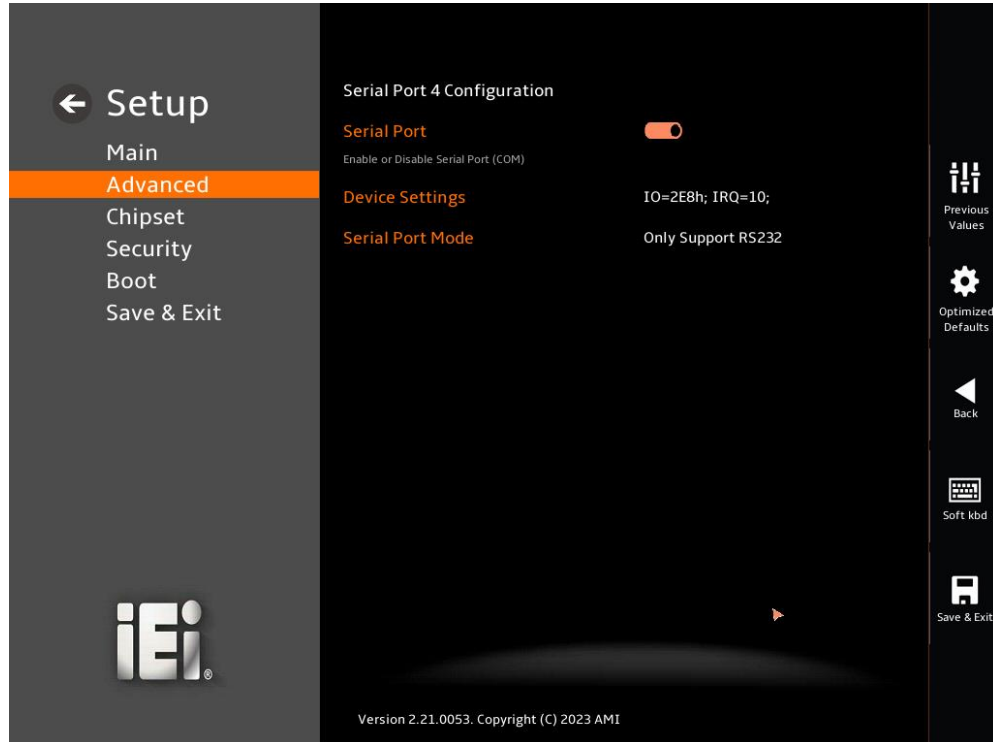 Setup
Main
Advanced
Chipset
Security
Boot
Save & Exit
iEi®
Serial Port 4 Configuration
Serial Port
Enable or Disable Serial Port (COM)
Device Settings IO=2E8h; IRQ=10;
Serial Port Mode Only Support RS232
Version 2.21.0053. Copyright (C) 2023 AMI
Previous
Values
Optimized
Defaults
Back
Soft kbd
Save & Exit